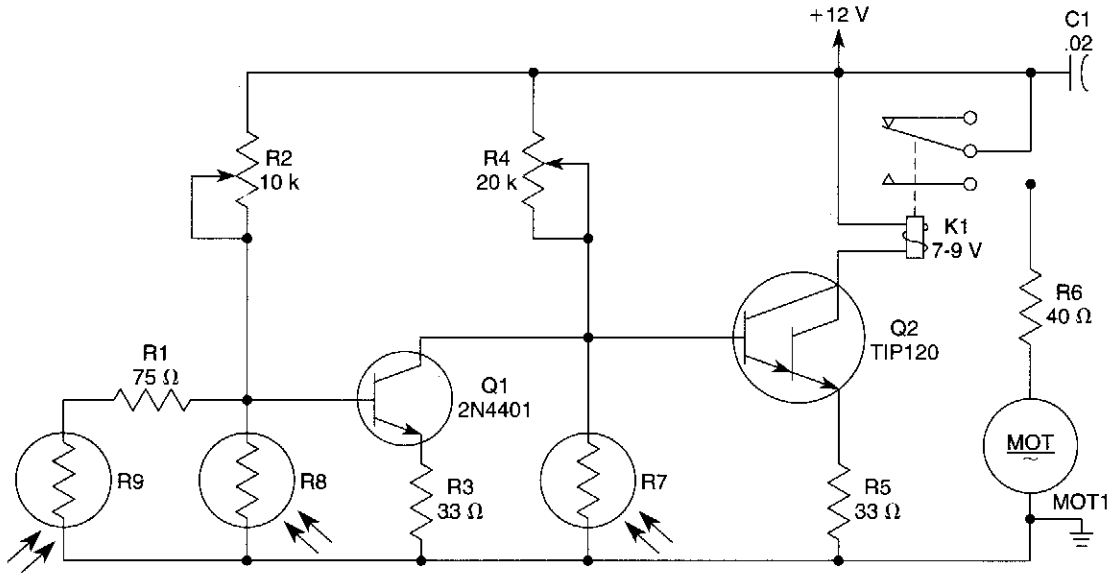 +12 V
C1
.02
R2
10 k
R4
20 k
K1
7-9 V
R6
40 Ω
Q2
TIP120
R1
75 Ω
Q1
2N4401
MOT
~
MOT1
R9
R8
R3
33 Ω
R7
R5
33 Ω